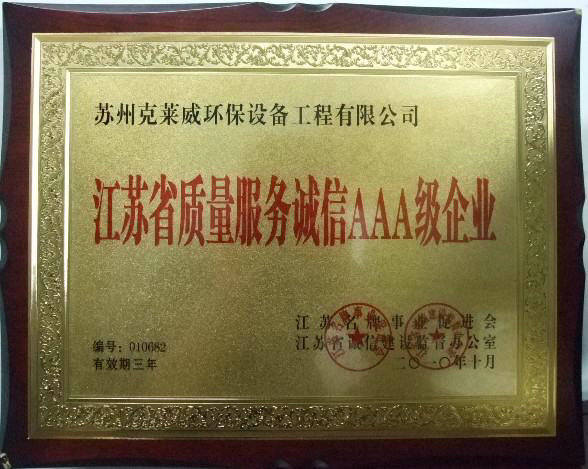 苏州克莱威环保设备工程有限公司
江苏省质量服务诚信AAA级企业
江苏名牌事业促进会
江苏省诚信建设监督办公室
编号：010682
有效期三年
二〇一〇年十月